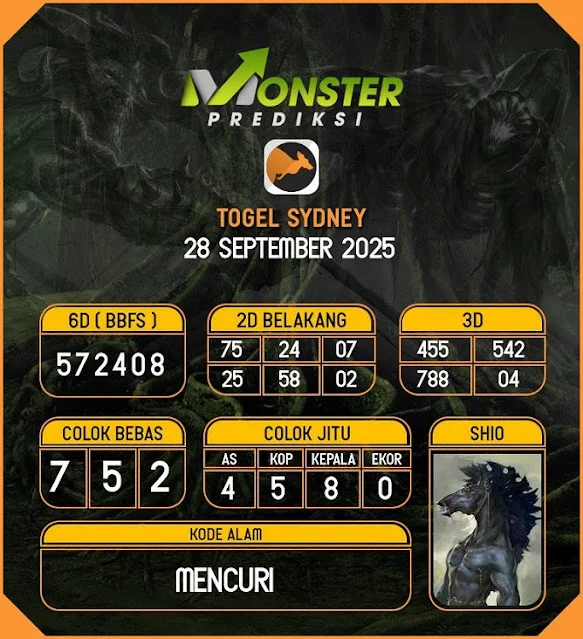 MONSTER
PREDIKSI
TOGEL SYDNEY
28 SEPTEMBER 2025
6D ( BBFS )
572408
2D BELAKANG
75 24 07
25 58 02
3D
455 542
788 04
COLOK BEBAS
7 5 2
COLOK JITU
AS KOP KEPALA EKOR
4 5 8 0
SHIO
KODE ALAM
MENCURI